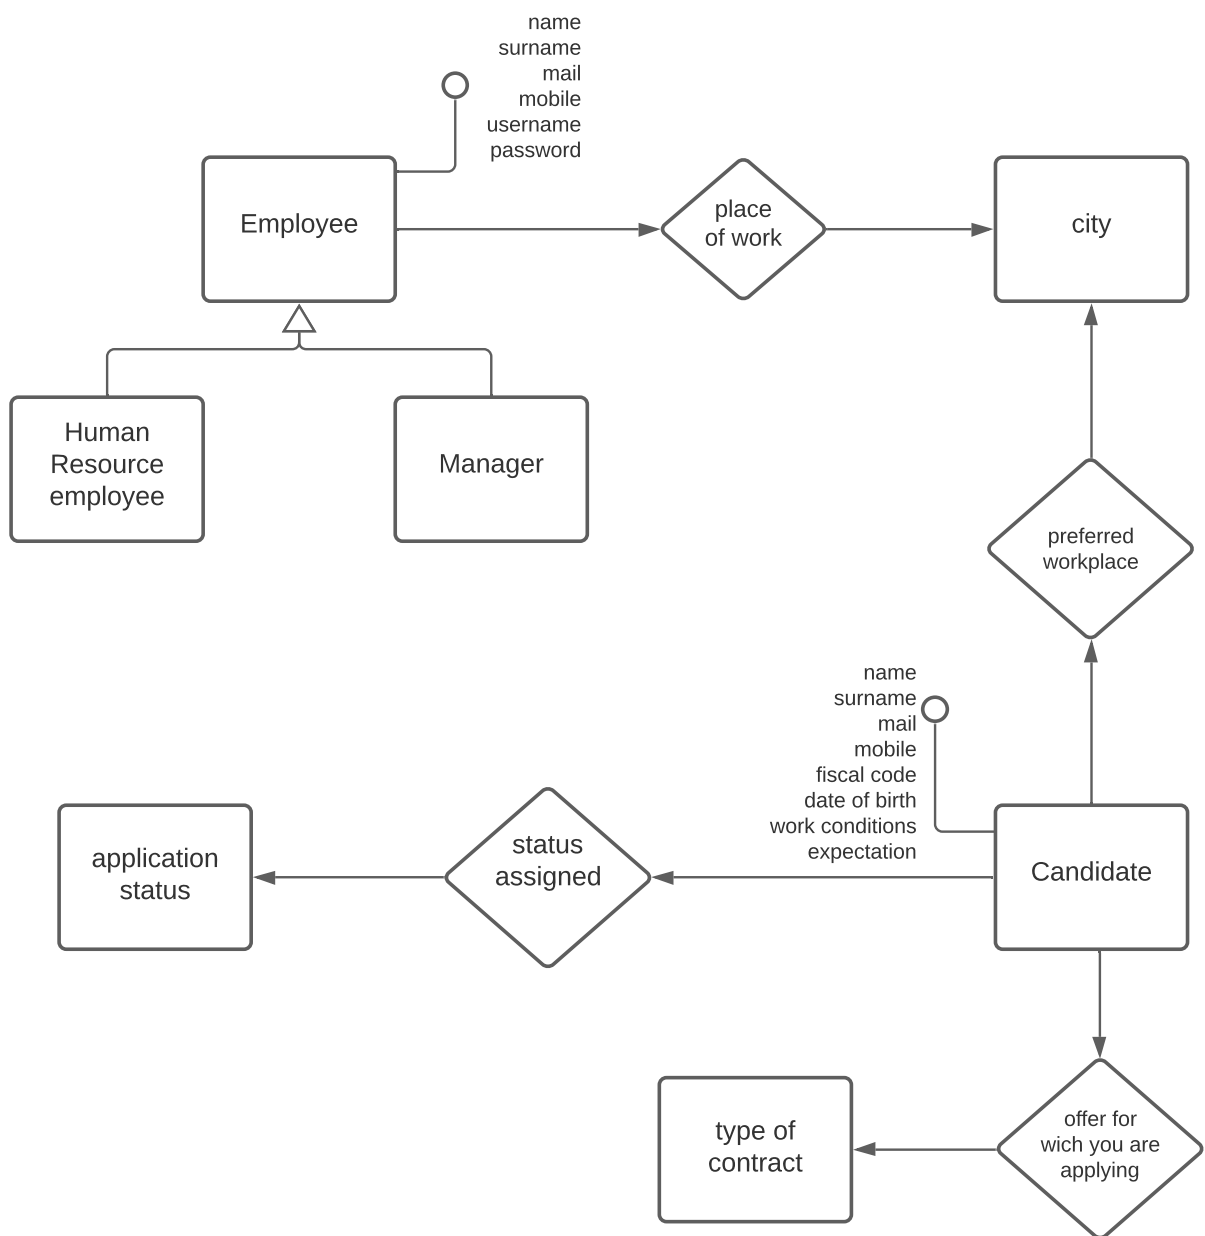 name
surname
mail
mobile
username
password
Employee
place
of work
city
Human
Resource
employee
Manager
preferred
workplace
name
surname
mail
mobile
fiscal code
date of birth
work conditions
expectation
application
status
status
assigned
Candidate
type of
contract
offer for
wich you are
applying